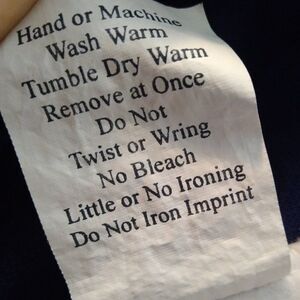 Hand or Machine
Wash Warm
Tumble Dry Warm
Remove at Once
Do Not
Twist or Wring
No Bleach
Little or No Ironing
Do Not Iron Imprint